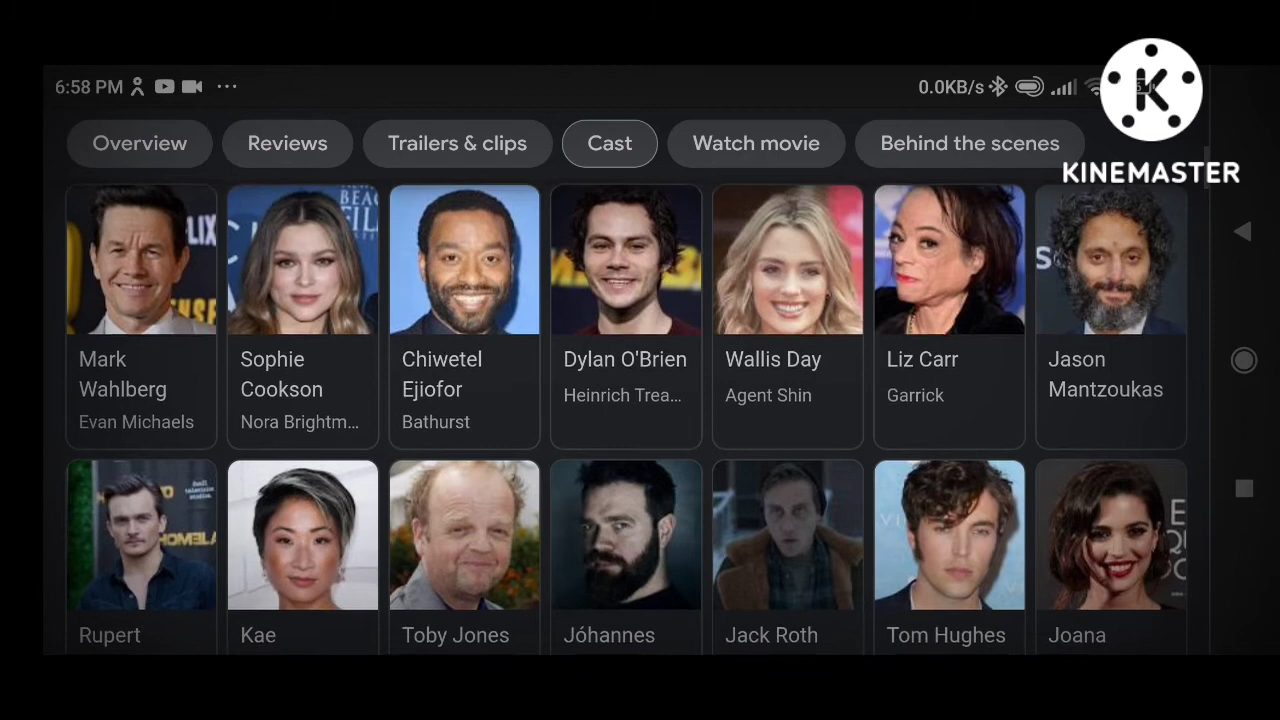 6:58 PM ... 0.0KB/s
KINEMASTER
Overview Reviews Trailers & clips Cast Watch movie Behind the scenes
Mark Wahlberg
Evan Michaels
Sophie Cookson
Nora Brightm...
Chiwetel Ejiofor
Bathurst
Dylan O'Brien
Heinrich Trea...
Wallis Day
Agent Shin
Liz Carr
Garrick
Jason Mantzoukas
Rupert
Kae
Toby Jones
Jóhannes
Jack Roth
Tom Hughes
Joana